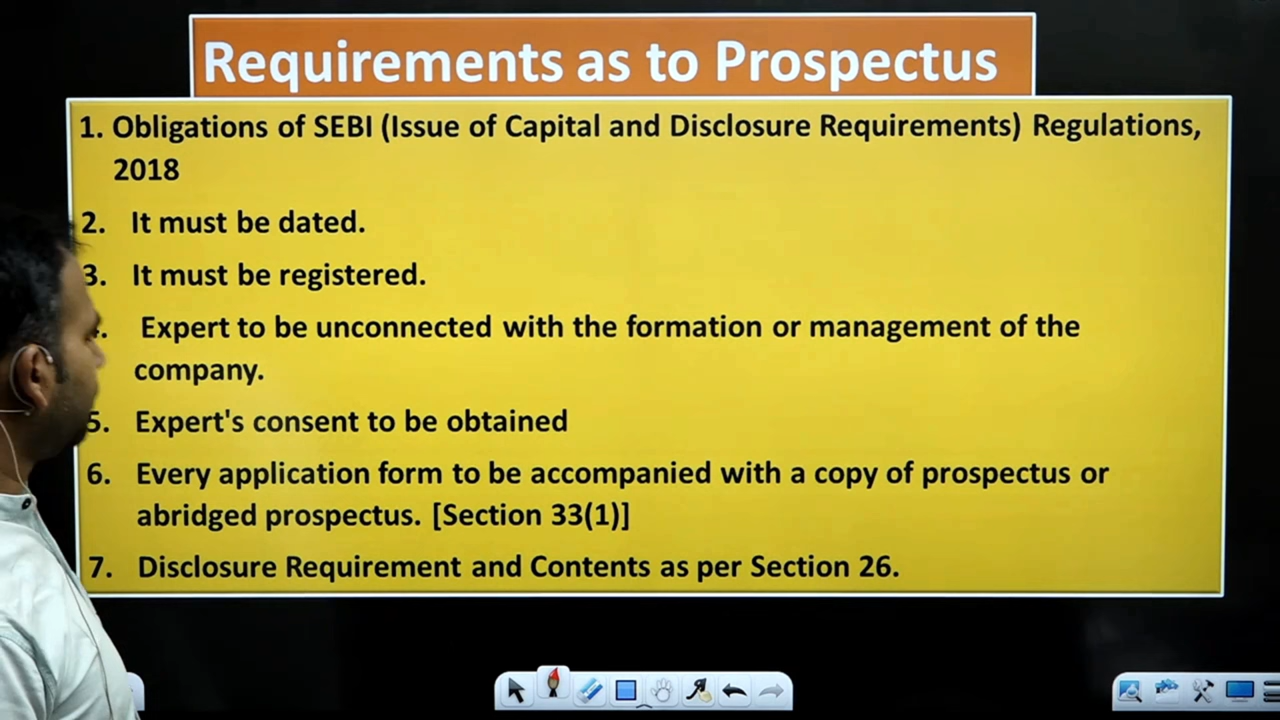 Requirements as to Prospectus
1. Obligations of SEBI (Issue of Capital and Disclosure Requirements) Regulations,
2018
2. It must be dated.
3. It must be registered.
. Expert to be unconnected with the formation or management of the
company.
5. Expert's consent to be obtained
6. Every application form to be accompanied with a copy of prospectus or
abridged prospectus. [Section 33(1)]
7. Disclosure Requirement and Contents as per Section 26.